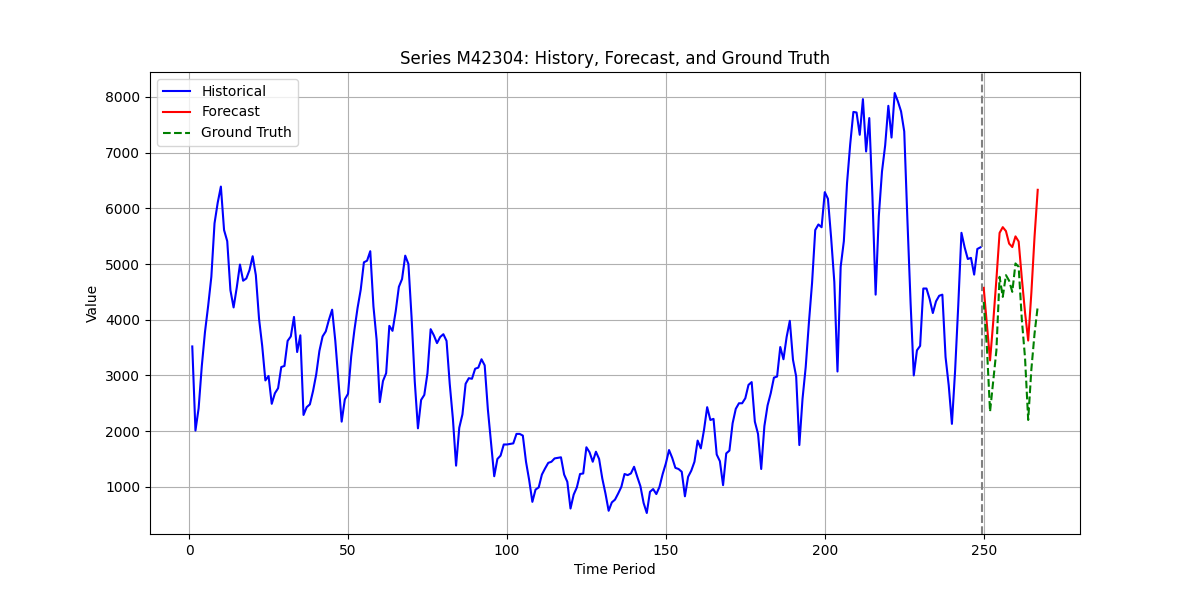 Series M42304: History, Forecast, and Ground Truth
Historical
Forecast
Ground Truth
8000
7000
6000
5000
4000
3000
2000
1000
Value
0 50 100 150 200 250
Time Period